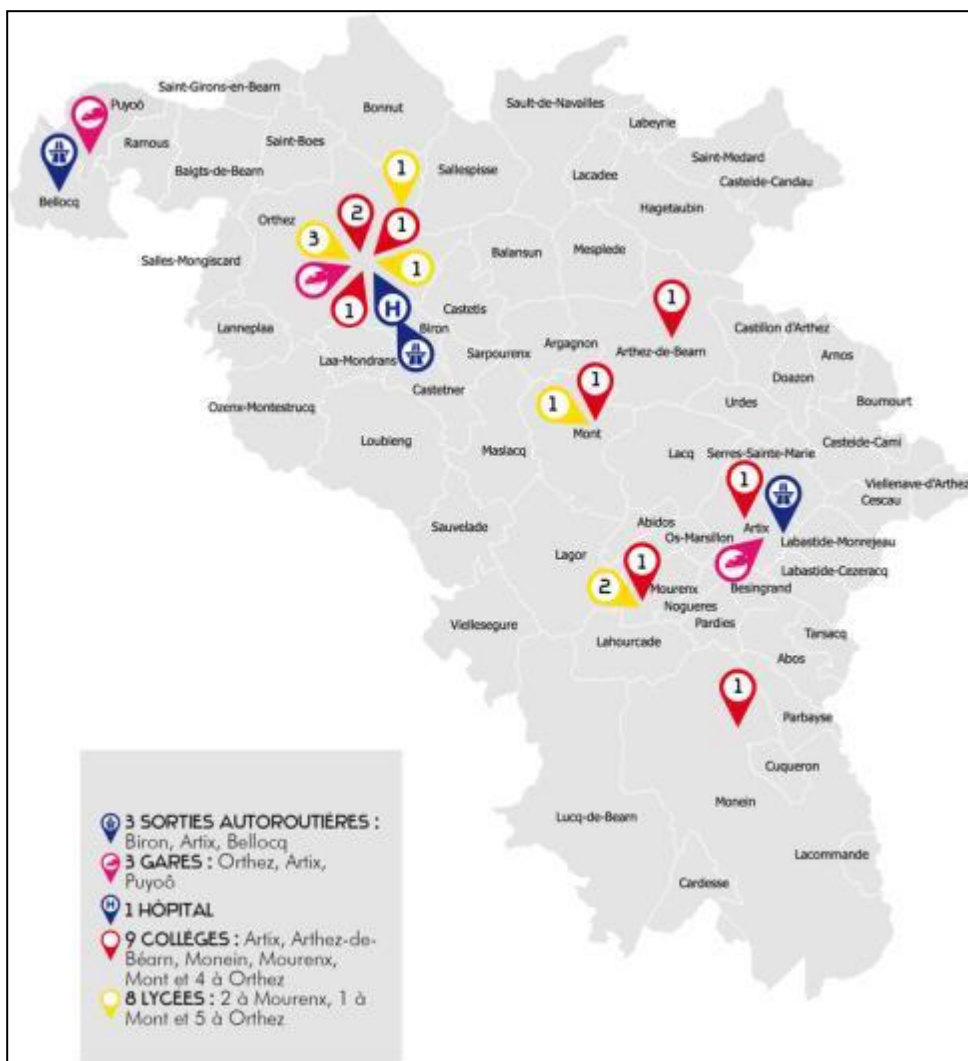 Saint-Girons-en-Bearn
Puyoô
Bonnut
Sault-de-Navailles
Labeyrie
Ramous
Saint-Boes
Baigts-de-Bearn
Sallespisse
Saint-Medard
Lacadee
Casteide-Candau
Bellocq
1
Hagetaubin
Orthez
2
1
3
Salles-Mongiscard
Balansun
Mesplede
1
1
1
H
Castetis
Lanneplaa
Biron
Castillon d'Arthez
Laa-Mondrans
Sarpourenx
Argagnon
Arthez-de-Bearn
Arnos
Castetner
1
Doazon
Ozenx-Montestrucq
1
Urdes
Boumourt
Mont
Loubieng
Maslacq
Lacq
Serres-Sainte-Marie
Casteide-Cami
1
Viellenave-d'Arthez
Cescau
Sauvelade
Abidos
Artix
Os-Marsillon
Labastide-Monrejeau
Lagor
1
Labastide-Cezeracq
2
Mourenx
Besingrand
Nogueres
Viellesegure
Pardies
Lahourcade
Tarsacq
Abos
1
Parbayse
Cuqueron
Monein
Lucq-de-Bearn
Lacommande
Cardesse
3 SORTIES AUTOROUTIÈRES :
Biron, Artix, Bellocq
3 GARES : Orthez, Artix,
Puyoô
H 1 HÔPITAL
9 COLLÈGES : Artix, Arthez-de-
Béarn, Monein, Mourenx,
Mont et 4 à Orthez
8 LYCÉES : 2 à Mourenx, 1 à
Mont et 5 à Orthez